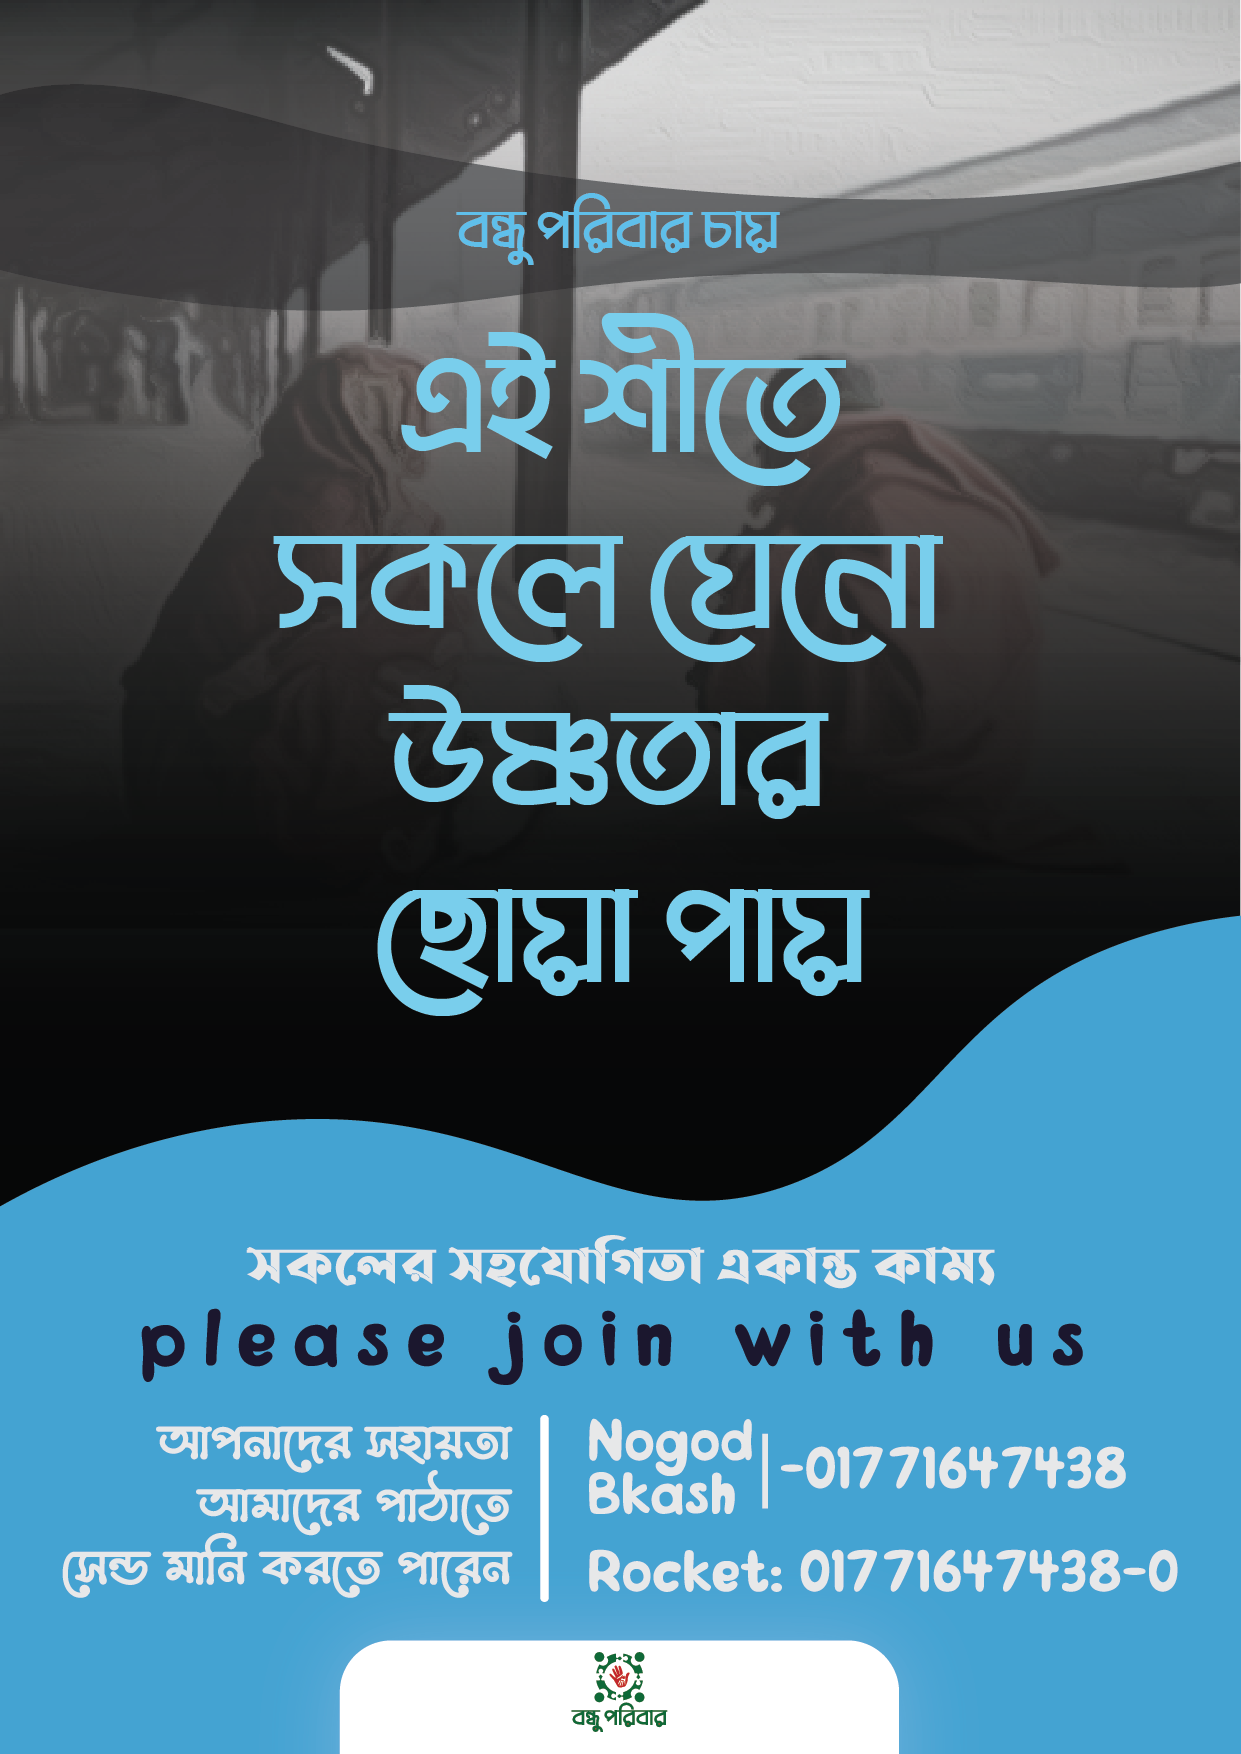 বন্ধু পরিবার চায়
এই শীতে
সকলে যেনো
উষ্ণতার
ছোয়া পায়
সকলের সহযোগিতা একান্ত কাম্য
please join with us
আপনাদের সহায়তা
আমাদের পাঠাতে
সেন্ড মানি করতে পারেন
Nogod
Bkash
-01771647438
Rocket: 01771647438-0
বন্ধু পরিবার